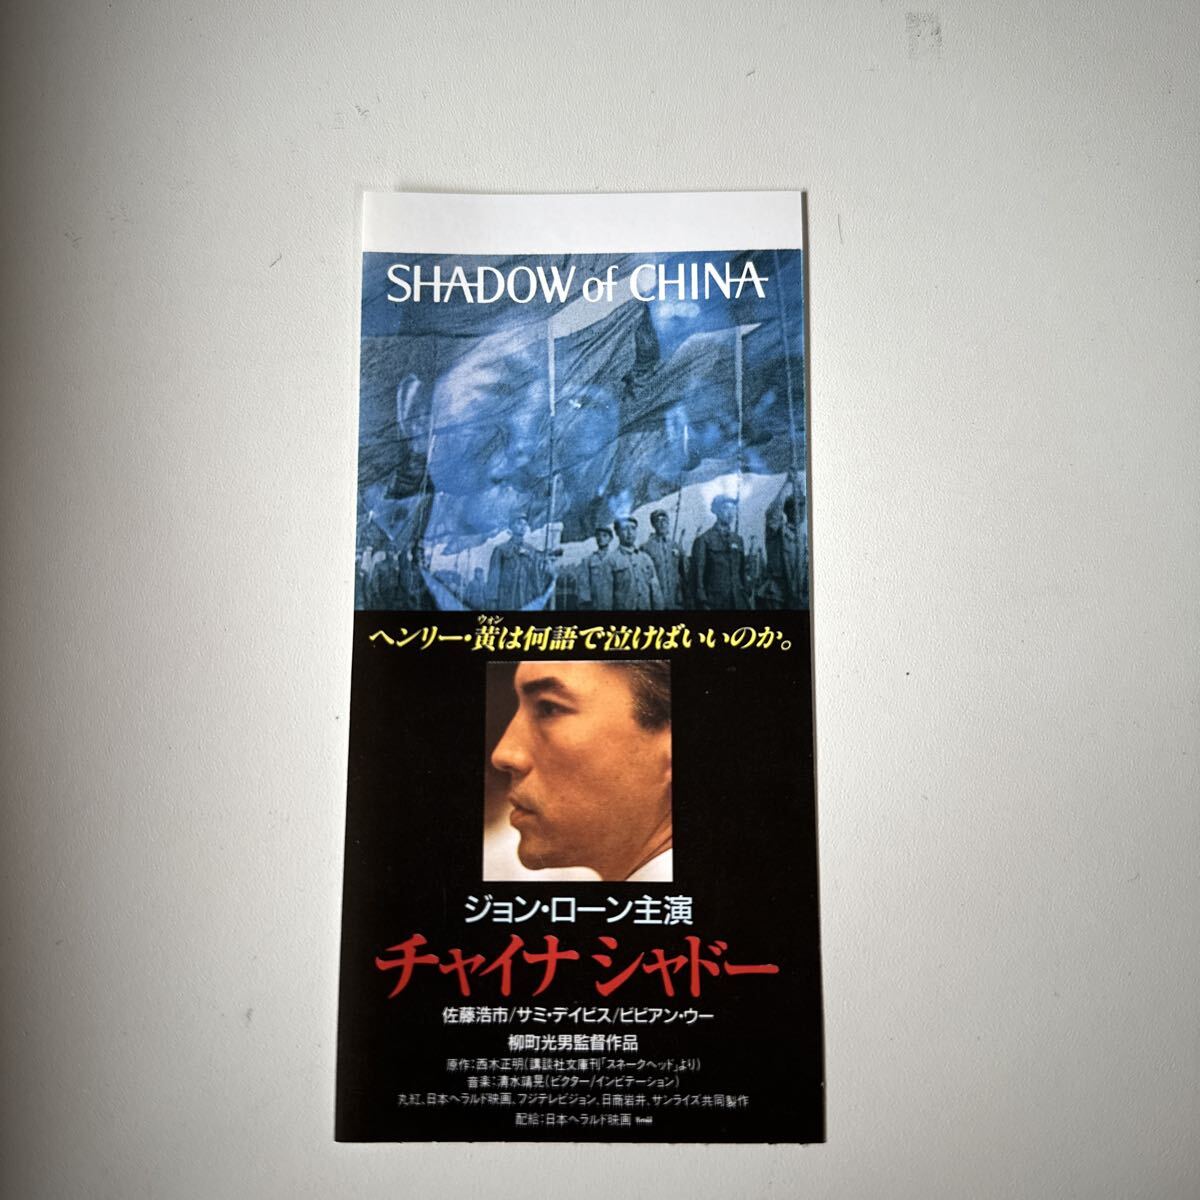 SHADOW of CHINA
ウォン
ヘンリー・黄は何語で泣けばいいのか。
ジョン・ローン主演
チャイナ シャドー
佐藤浩市/サミ・デイビス/ビビアン・ウー
柳町光男監督作品
原作:西木正明(講談社文庫刊「スネークヘッド」より)
音楽:清水靖晃(ビクター/インビテーション)
丸紅、日本ヘラルド映画、フジテレビジョン、日商岩井、サンライズ共同製作
配給:日本ヘラルド映画